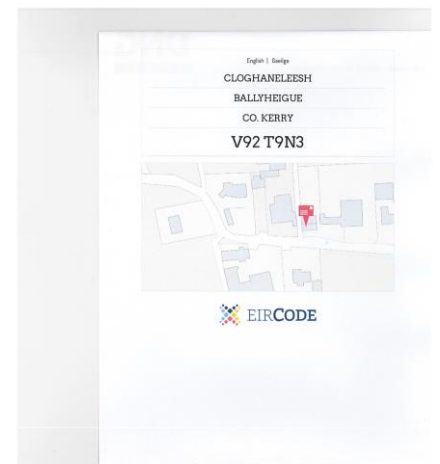 English | Gaeilge
CLOGHANELEESH
BALLYHEIGUE
CO. KERRY
V92 T9N3
EIRCODE